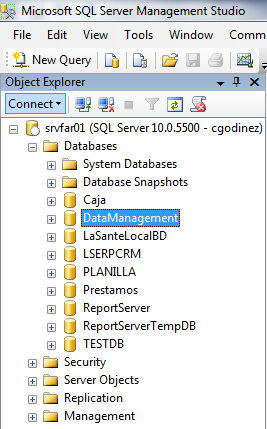 Microsoft SQL Server Management Studio
File Edit View Tools Window Comm
New Query
Object Explorer
Connect
srvfar01 (SQL Server 10.0.5500 - cgodinez)
Databases
System Databases
Database Snapshots
Caja
DataManagement
LaSanteLocalBD
LSERPCRM
PLANILLA
Prestamos
ReportServer
ReportServerTempDB
TESTDB
Security
Server Objects
Replication
Management